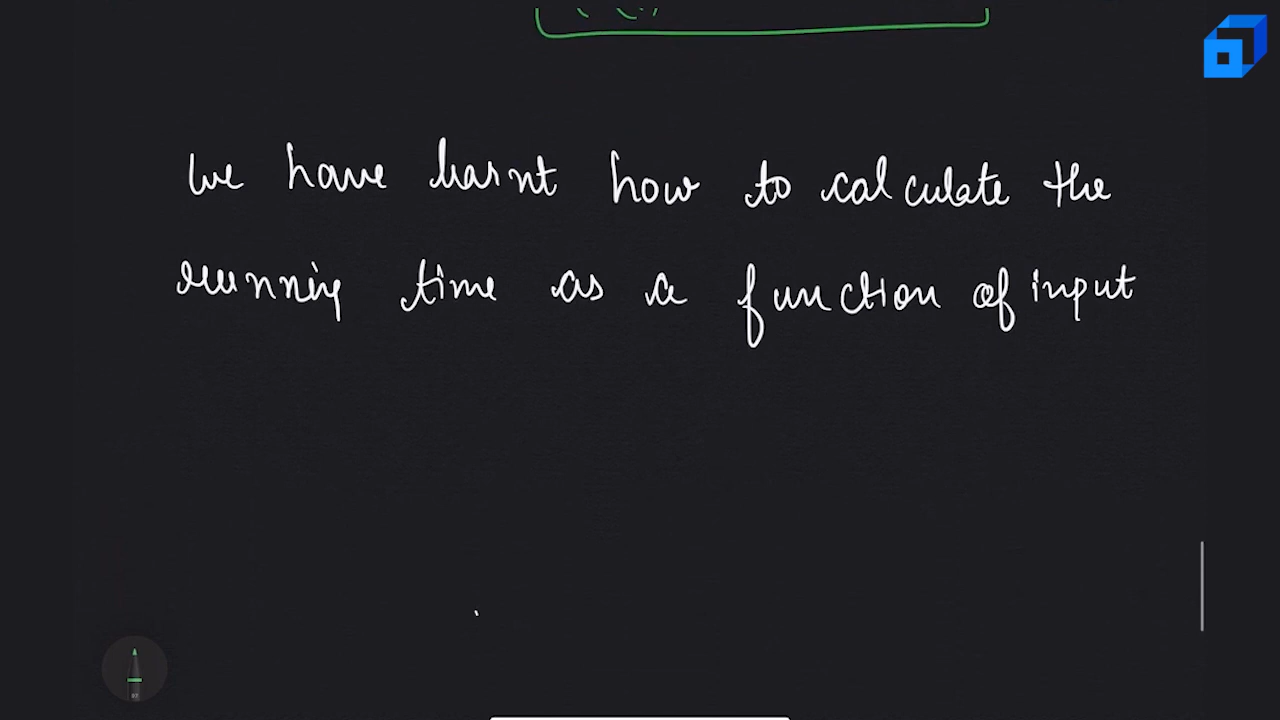 we have learnt how to calculate the
running time as a function of input